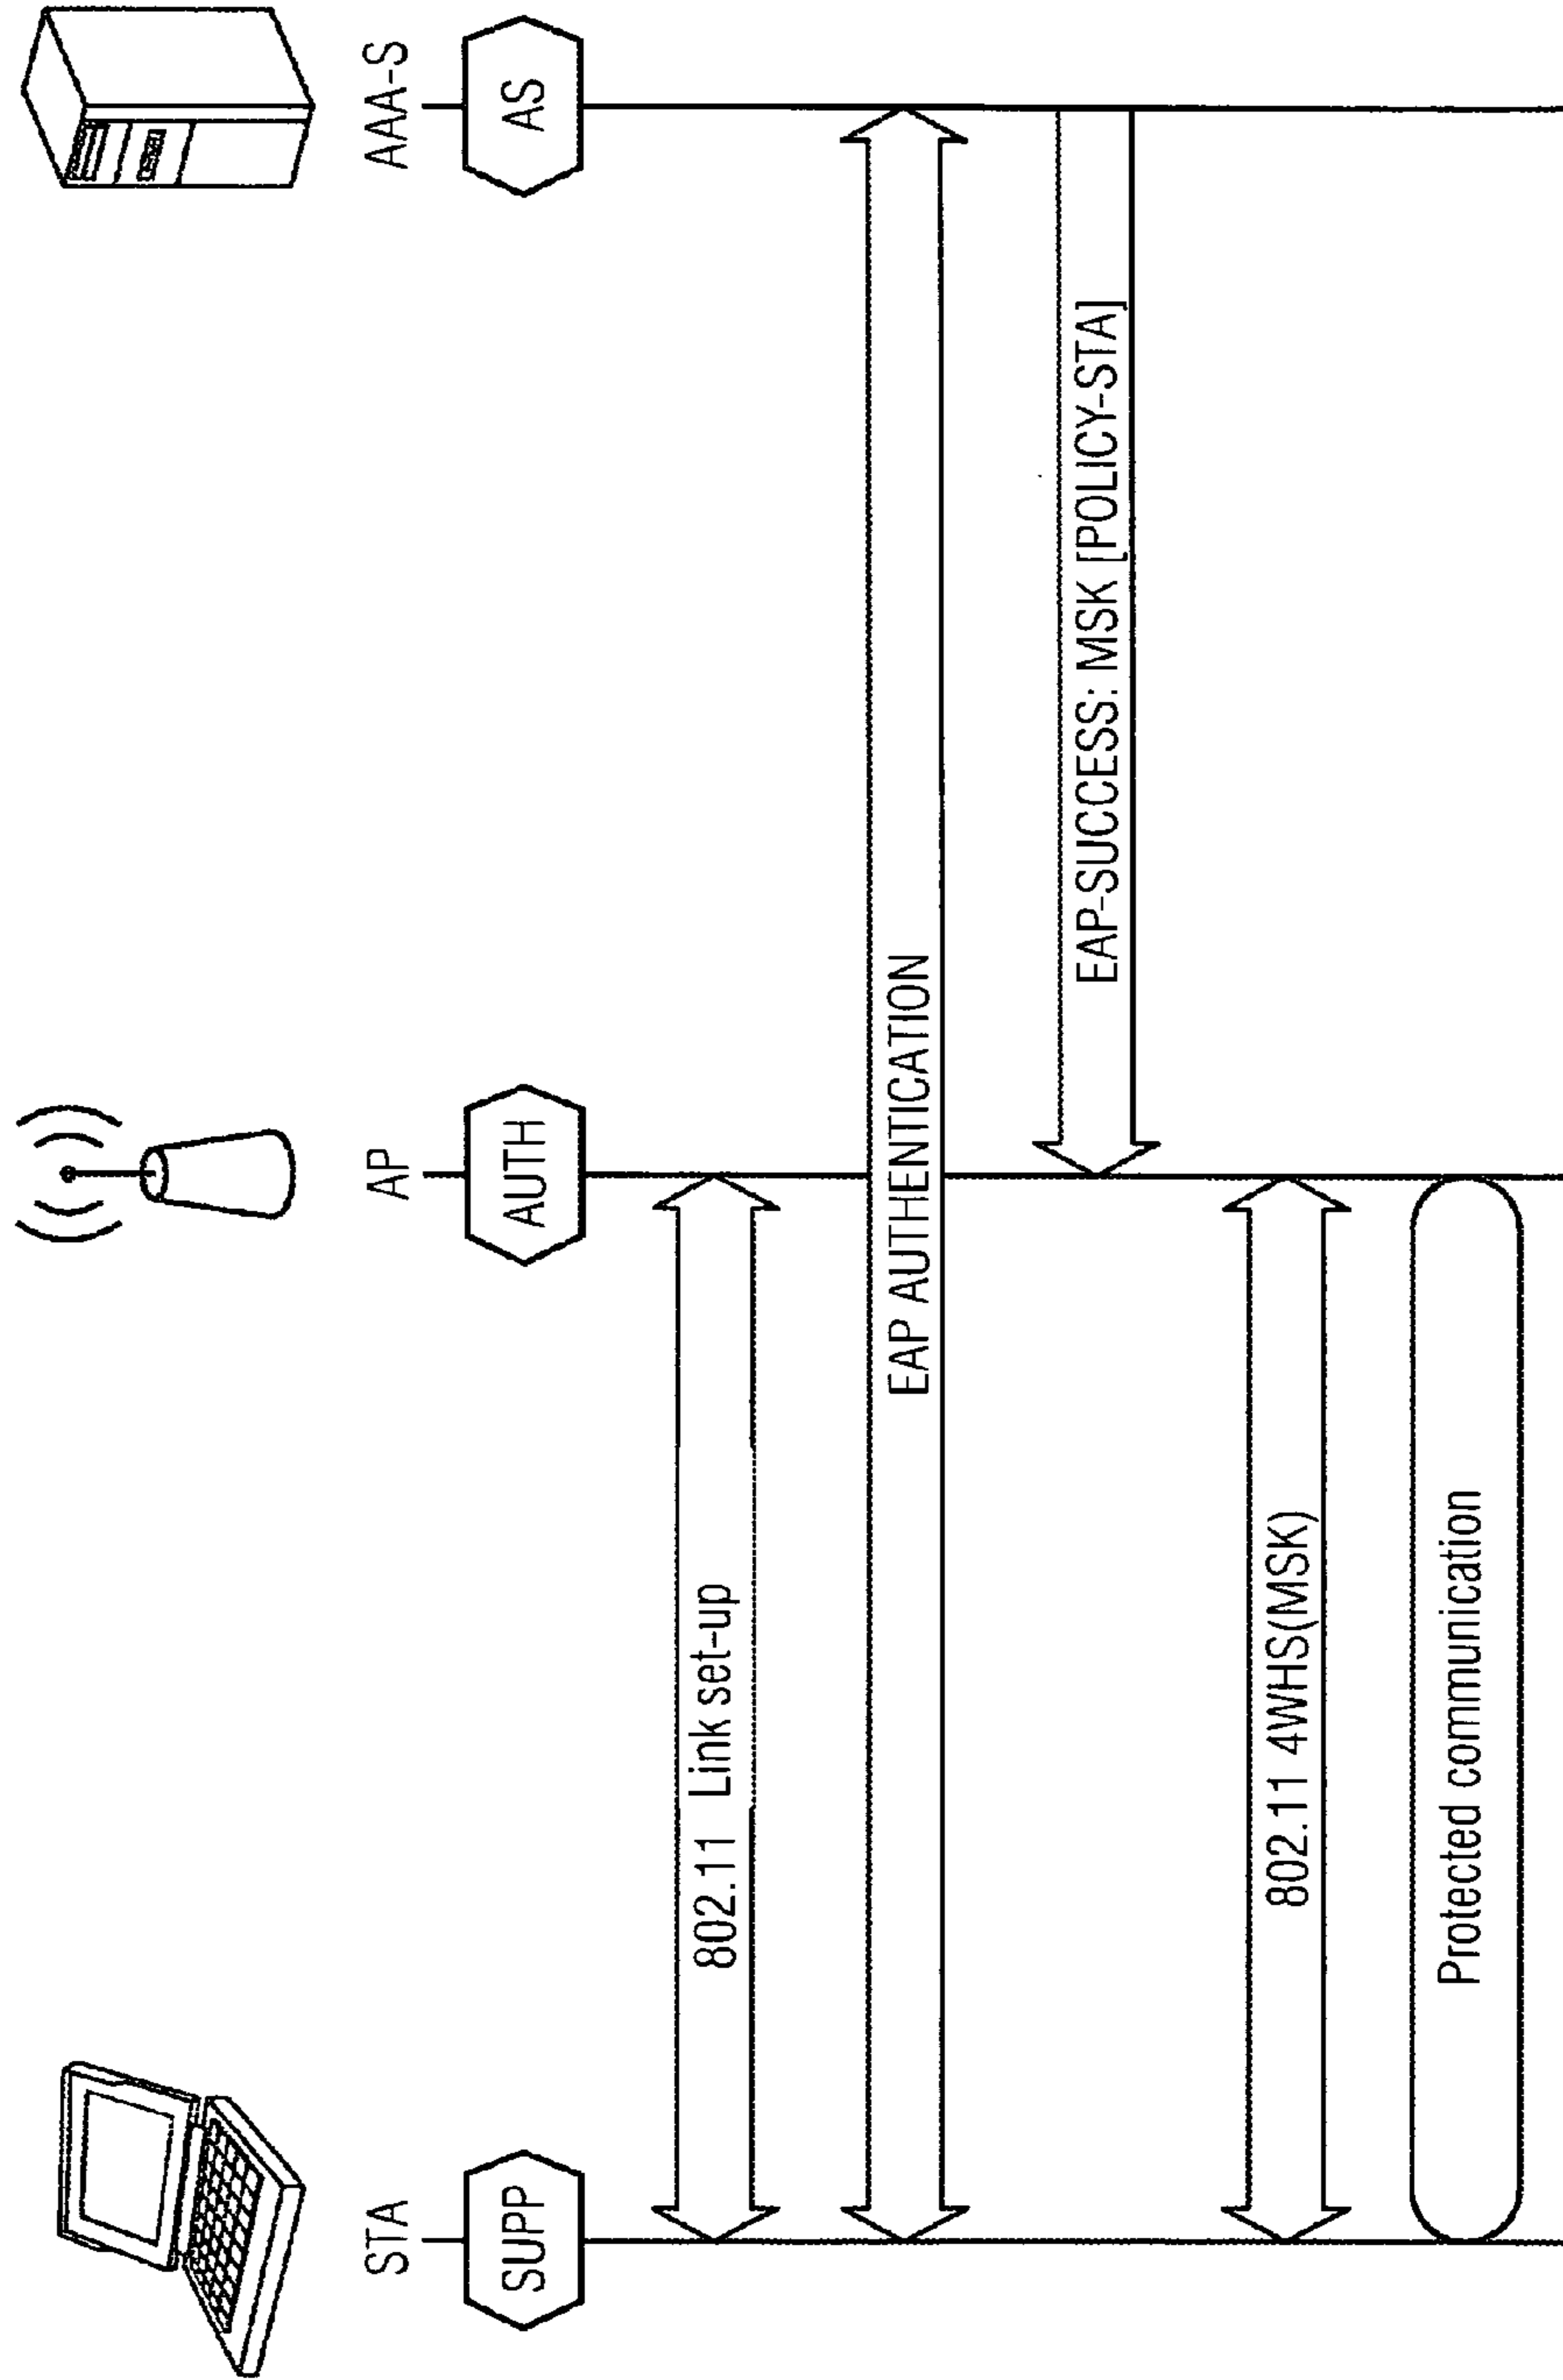 STA
AP
AAA-S
SUPP
AUTH
AS
802.11 Link set-up
EAP AUTHENTICATION
EAP-SUCCESS: MSK [POLICY-STA]
802.11 4WHS(MSK)
Protected communication